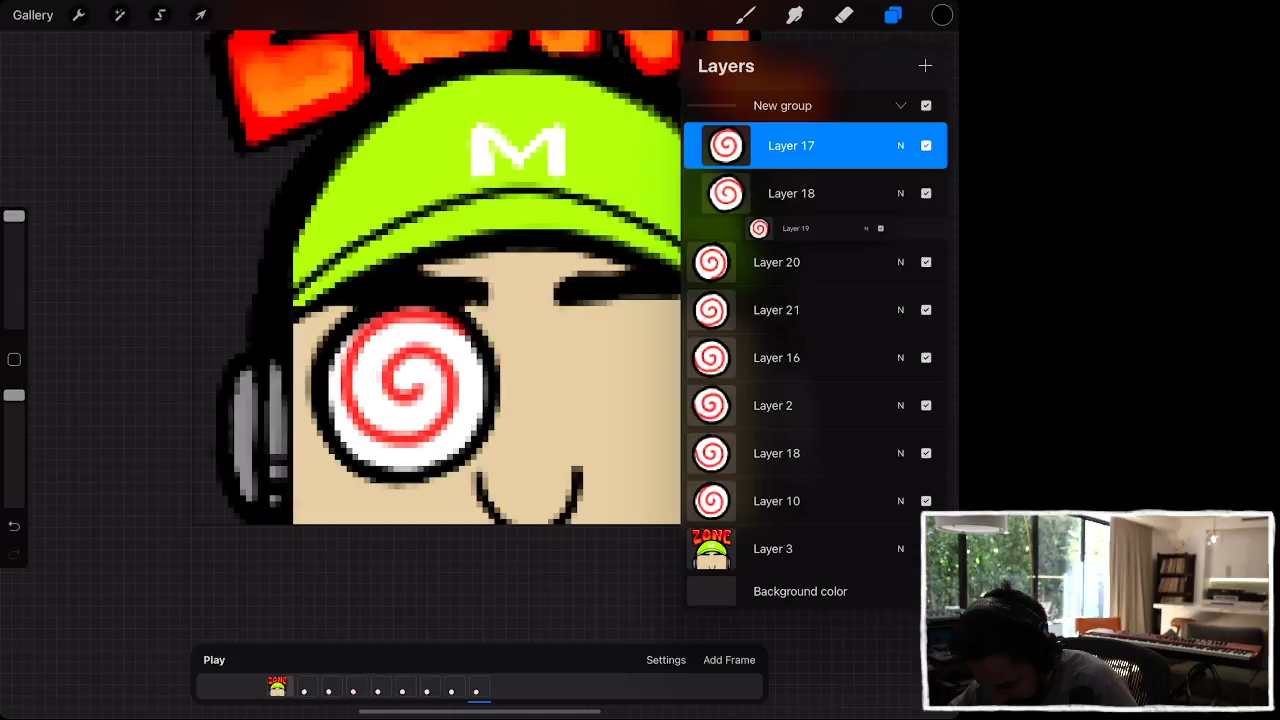 Gallery
Layers
New group
M
Layer 17 N
Layer 18 N
Layer 19 N
Layer 20 N
Layer 21 N
Layer 16 N
Layer 2 N
Layer 18 N
Layer 10 N
ZONE
Layer 3 N
Background color
Play Settings Add Frame